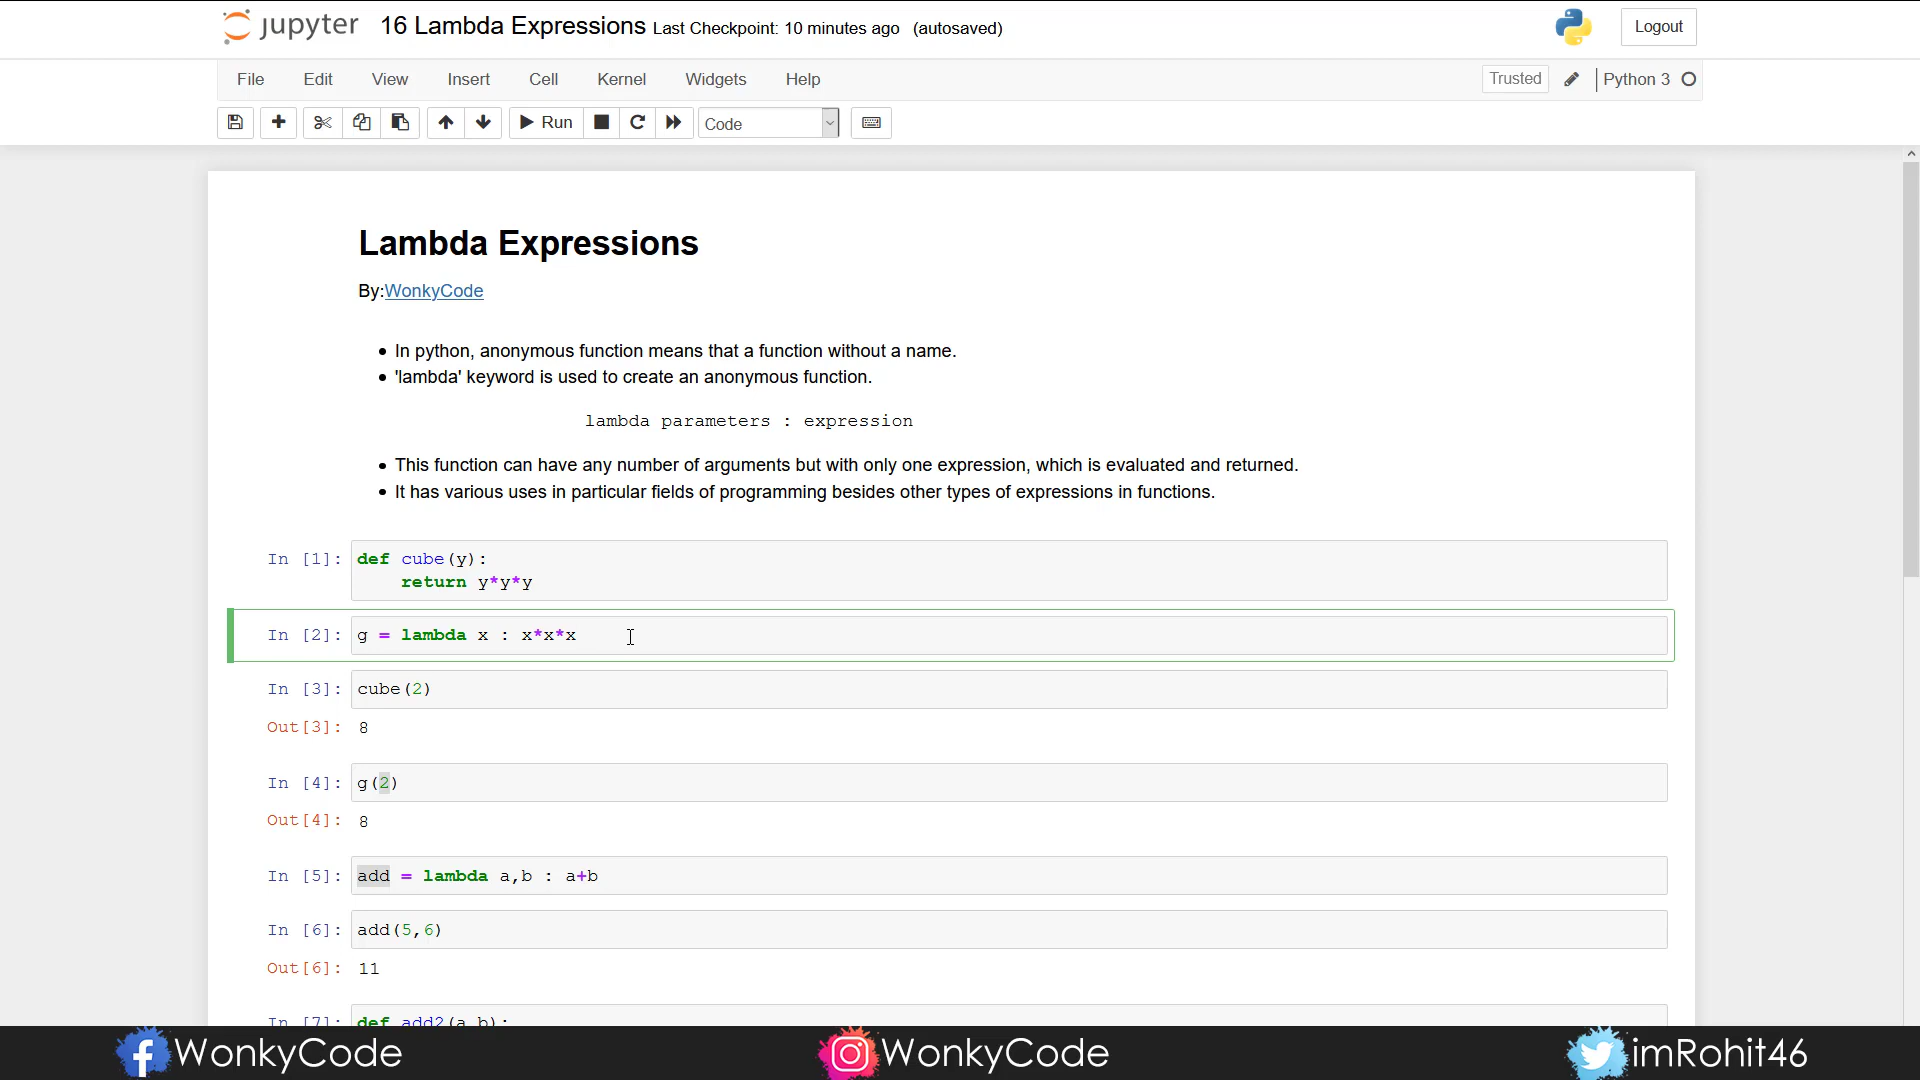 jupyter 16 Lambda Expressions Last Checkpoint: 10 minutes ago (autosaved) Logout
File Edit View Insert Cell Kernel Widgets Help Trusted Python 3
Run Code
Lambda Expressions
By:WonkyCode
In python, anonymous function means that a function without a name.
'lambda' keyword is used to create an anonymous function.
lambda parameters : expression
This function can have any number of arguments but with only one expression, which is evaluated and returned.
It has various uses in particular fields of programming besides other types of expressions in functions.
In [1]: def cube(y):
return y*y*y
In [2]: g = lambda x : x*x*x
In [3]: cube(2)
Out[3]: 8
In [4]: g(2)
Out[4]: 8
In [5]: add = lambda a,b : a+b
In [6]: add(5,6)
Out[6]: 11
In [7]: def add2(a,b):
WonkyCode WonkyCode imRohit46